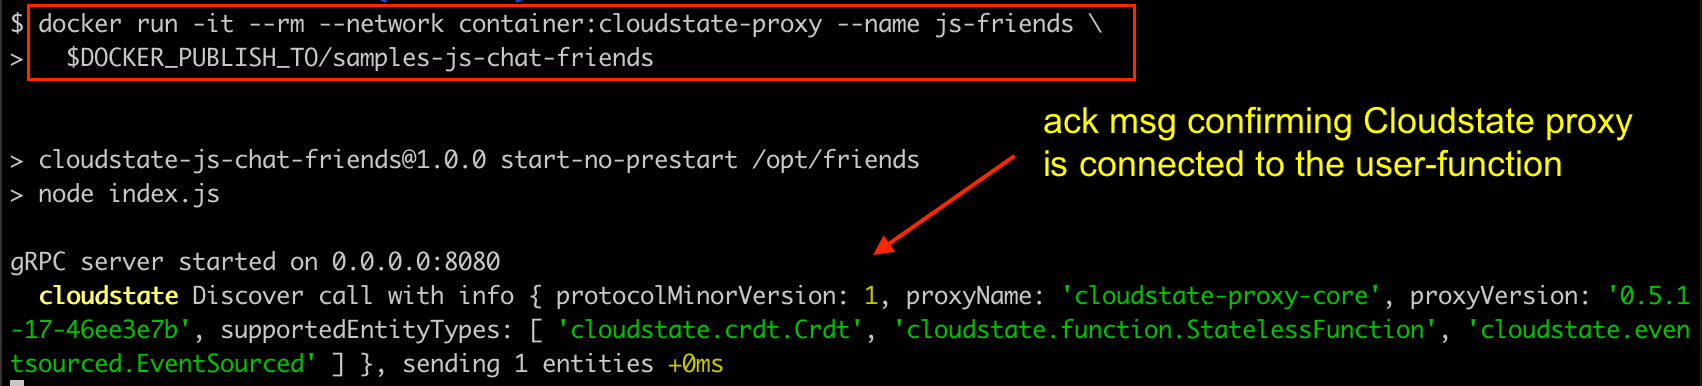 $ docker run -it --rm --network container:cloudstate-proxy --name js-friends \
>   $DOCKER_PUBLISH_TO/samples-js-chat-friends
ack msg confirming Cloudstate proxy
is connected to the user-function
> cloudstate-js-chat-friends@1.0.0 start-no-prestart /opt/friends
> node index.js
gRPC server started on 0.0.0.0:8080
  cloudstate Discover call with info { protocolMinorVersion: 1, proxyName: 'cloudstate-proxy-core', proxyVersion: '0.5.1
-17-46ee3e7b', supportedEntityTypes: [ 'cloudstate.crdt.Crdt', 'cloudstate.function.StatelessFunction', 'cloudstate.even
tsourced.EventSourced' ] }, sending 1 entities +0ms